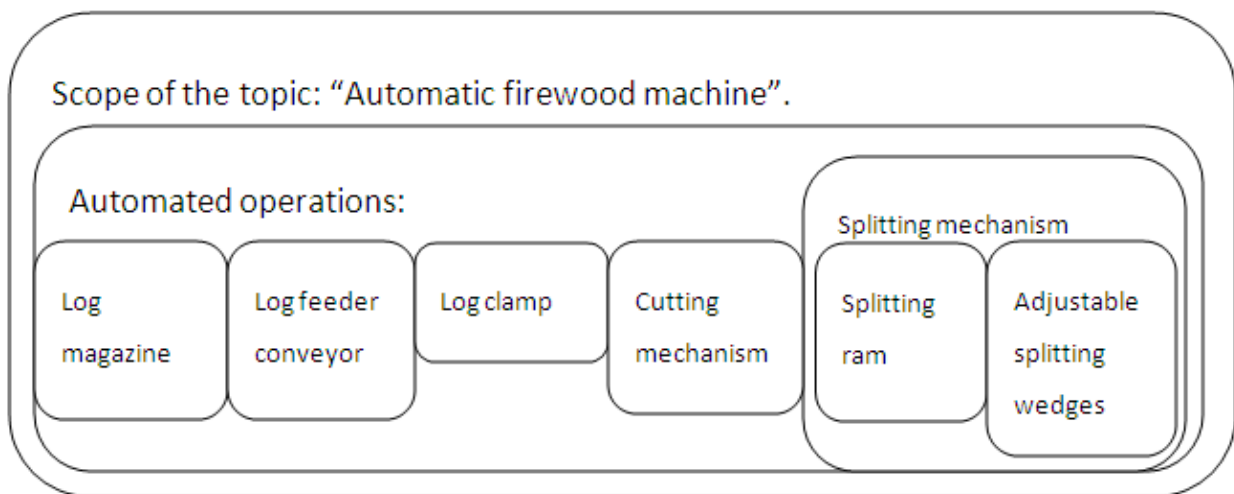 Scope of the topic: “Automatic firewood machine”.
Automated operations:
Splitting mechanism
Log
magazine
Log feeder
conveyor
Log clamp
Cutting
mechanism
Splitting
ram
Adjustable
splitting
wedges